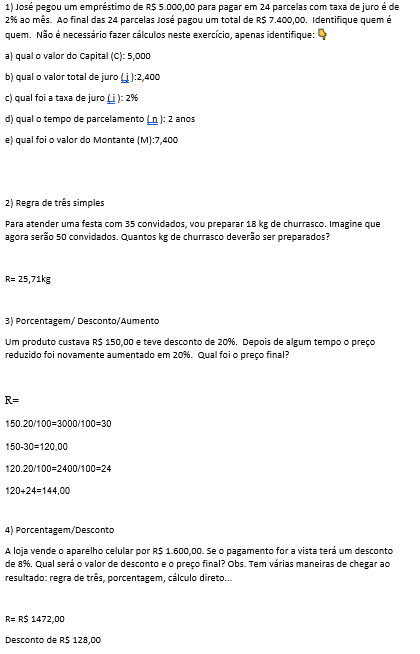 1) José pegou um empréstimo de R$ 5.000,00 para pagar em 24 parcelas com taxa de juro é de
2% ao mês. Ao final das 24 parcelas José pagou um total de R$ 7.400,00. Identifique quem é
quem. Não é necessário fazer cálculos neste exercício, apenas identifique: 👇
a) qual o valor do Capital (C): 5,000
b) qual o valor total de juro ( j ):2,400
c) qual foi a taxa de juro ( i ): 2%
d) qual o tempo de parcelamento ( n ): 2 anos
e) qual foi o valor do Montante (M):7,400
2) Regra de três simples
Para atender uma festa com 35 convidados, vou preparar 18 kg de churrasco. Imagine que
agora serão 50 convidados. Quantos kg de churrasco deverão ser preparados?
R= 25,71kg
3) Porcentagem/ Desconto/Aumento
Um produto custava R$ 150,00 e teve desconto de 20%. Depois de algum tempo o preço
reduzido foi novamente aumentado em 20%. Qual foi o preço final?
R=
150.20/100=3000/100=30
150-30=120,00
120.20/100=2400/100=24
120+24=144,00
4) Porcentagem/Desconto
A loja vende o aparelho celular por R$ 1.600,00. Se o pagamento for a vista terá um desconto
de 8%. Qual será o valor de desconto e o preço final? Obs. Tem várias maneiras de chegar ao
resultado: regra de três, porcentagem, cálculo direto...
R= R$ 1472,00
Desconto de R$ 128,00